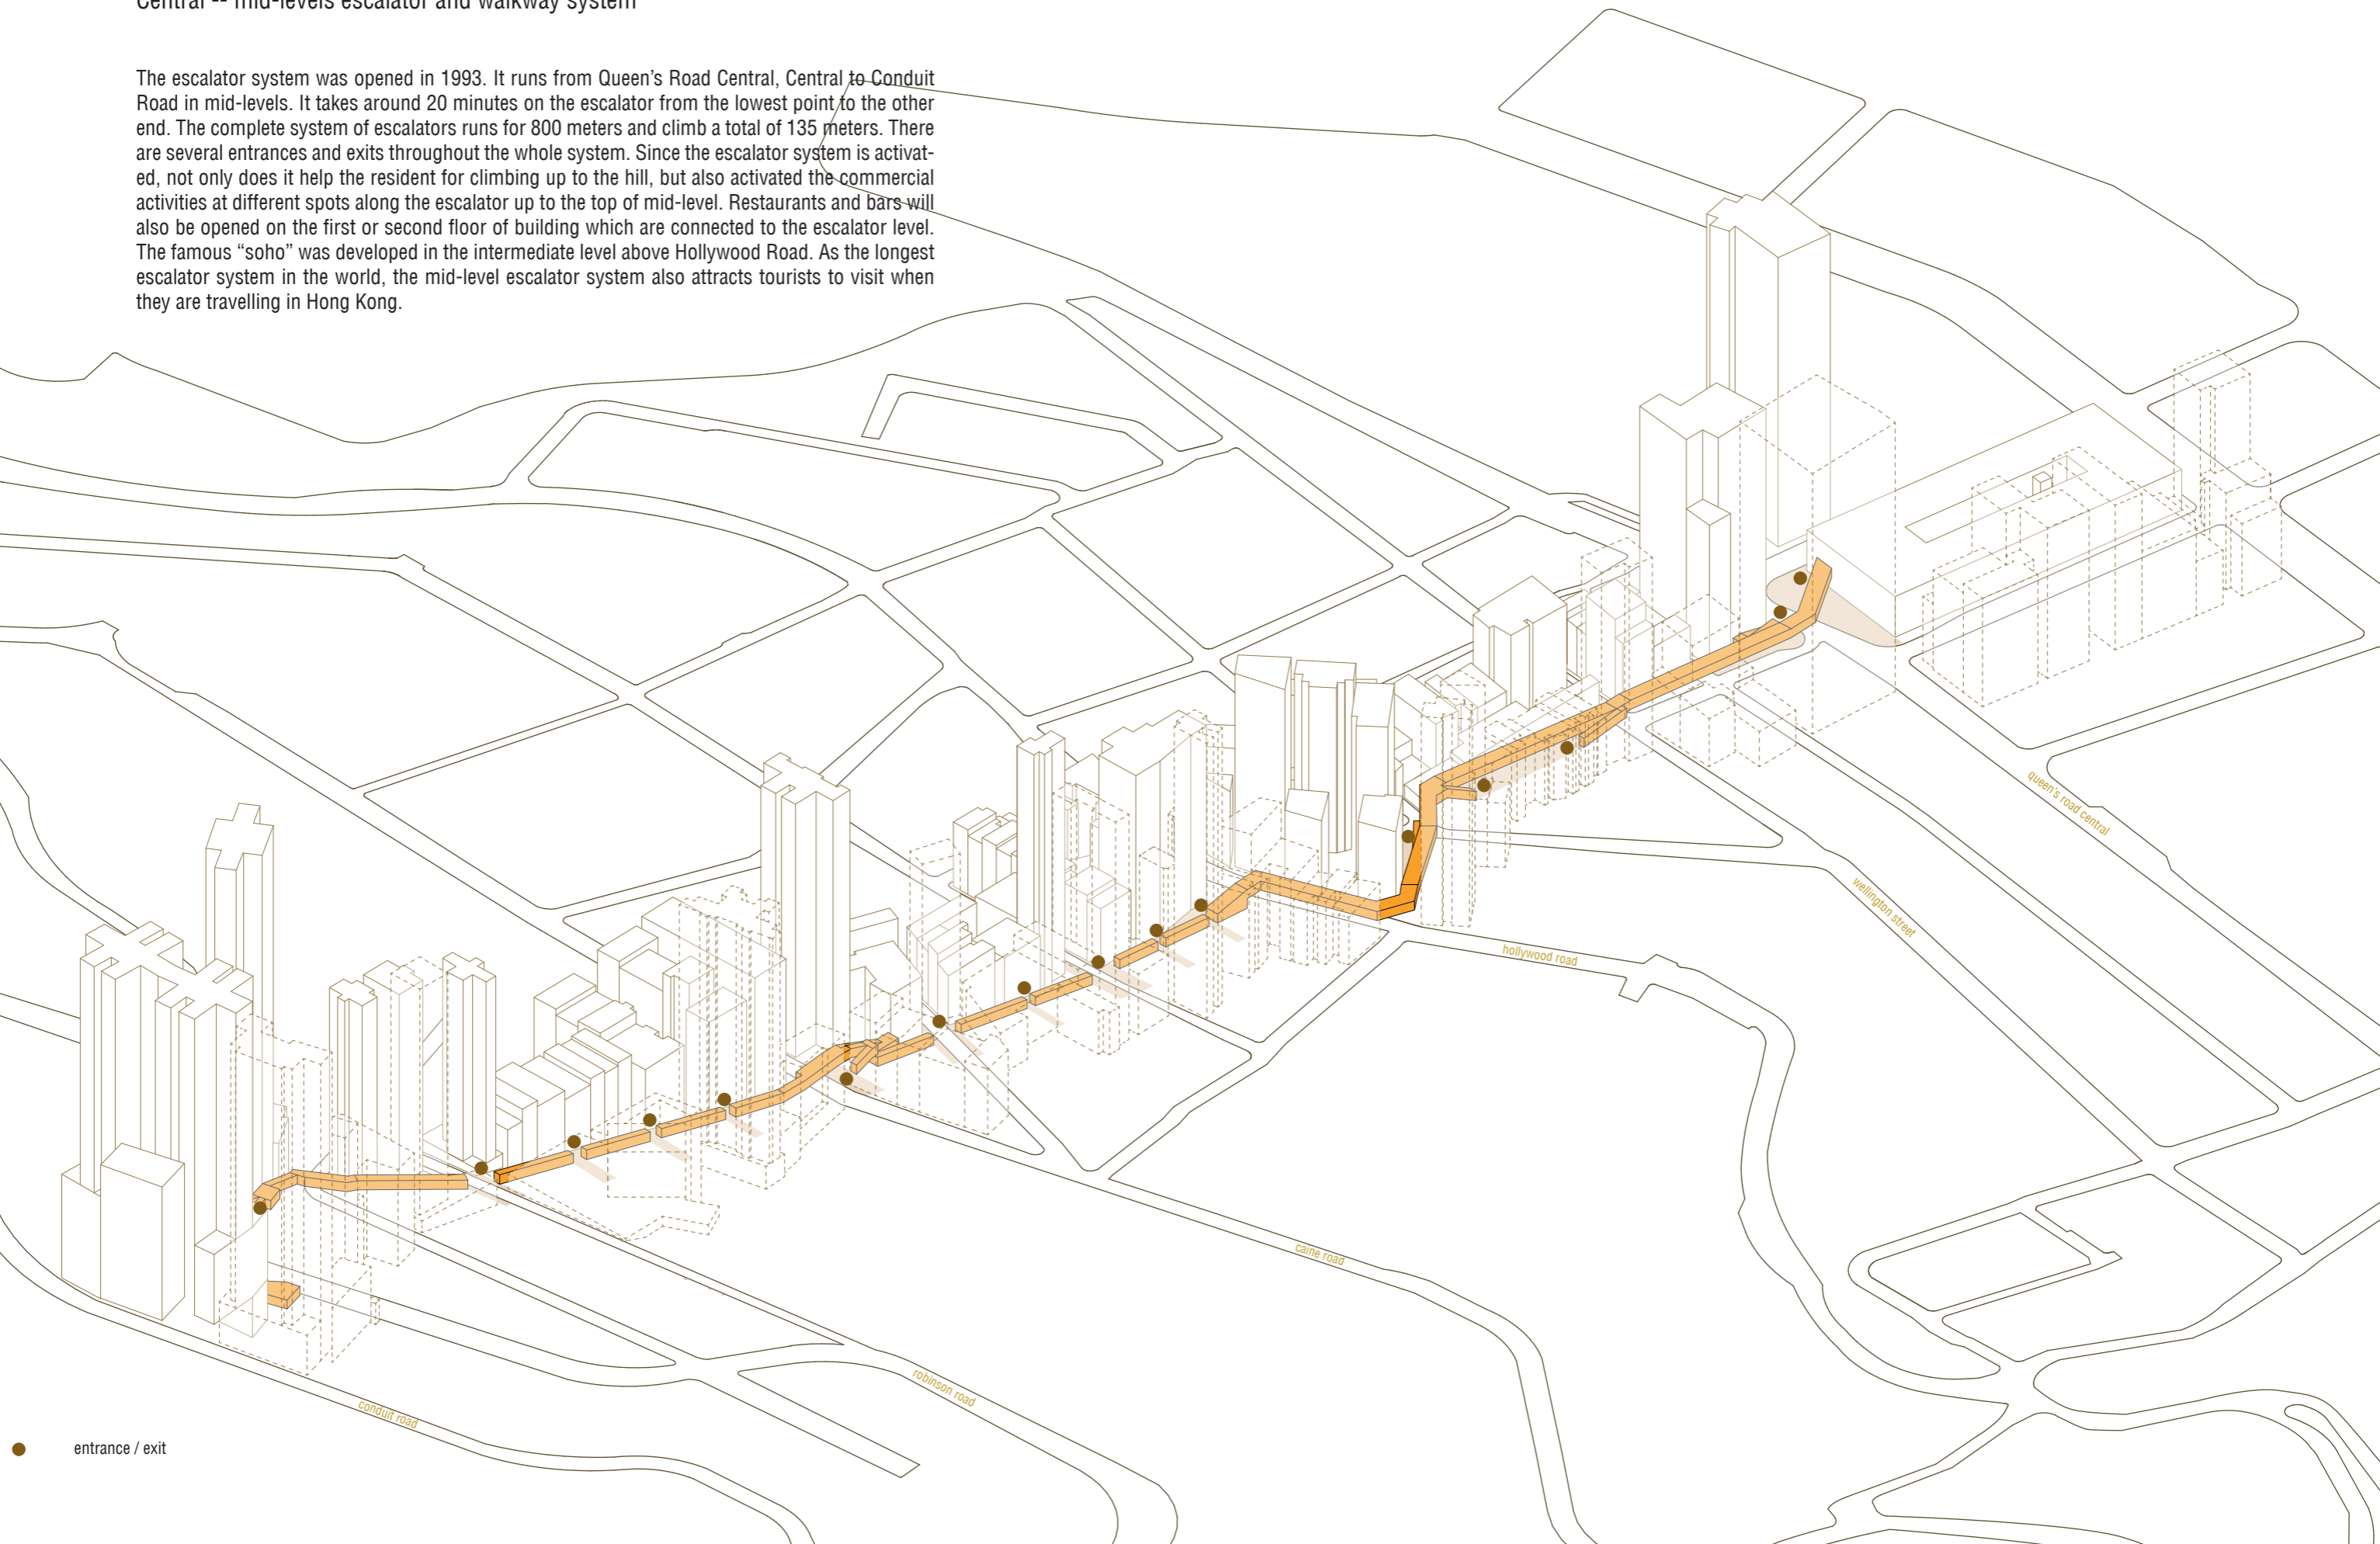 Central -- mid-levels escalator and walkway system
The escalator system was opened in 1993. It runs from Queen's Road Central, Central to Conduit
Road in mid-levels. It takes around 20 minutes on the escalator from the lowest point to the other
end. The complete system of escalators runs for 800 meters and climb a total of 135 meters. There
are several entrances and exits throughout the whole system. Since the escalator system is activat-
ed, not only does it help the resident for climbing up to the hill, but also activated the commercial
activities at different spots along the escalator up to the top of mid-level. Restaurants and bars will
also be opened on the first or second floor of building which are connected to the escalator level.
The famous “soho” was developed in the intermediate level above Hollywood Road. As the longest
escalator system in the world, the mid-level escalator system also attracts tourists to visit when
they are travelling in Hong Kong.
queen's road central
wellington street
hollywood road
caine road
robinson road
conduit road
entrance / exit